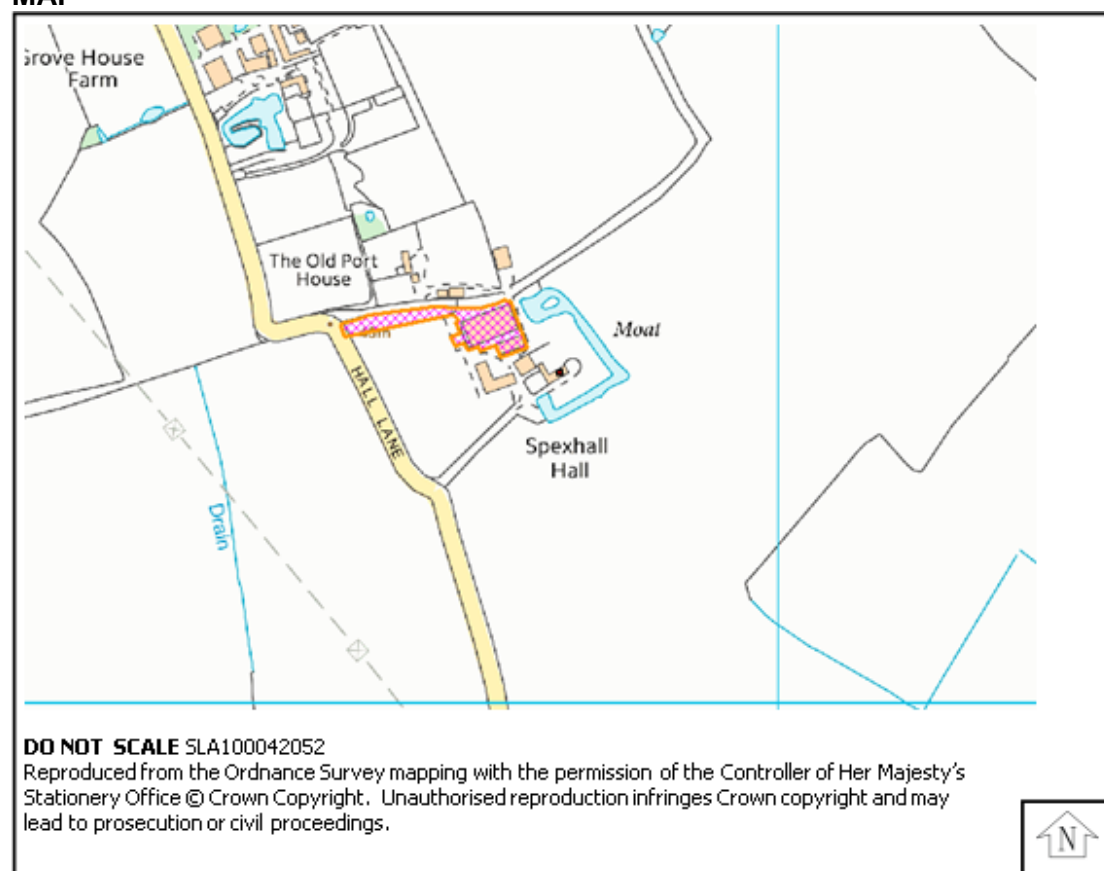 MAP
Grove House
Farm
The Old Port
House
Moat
HALL LANE
Spexhall
Hall
Drain
DO NOT SCALE SLA100042052
Reproduced from the Ordnance Survey mapping with the permission of the Controller of Her Majesty's
Stationery Office © Crown Copyright. Unauthorised reproduction infringes Crown copyright and may
lead to prosecution or civil proceedings.
N